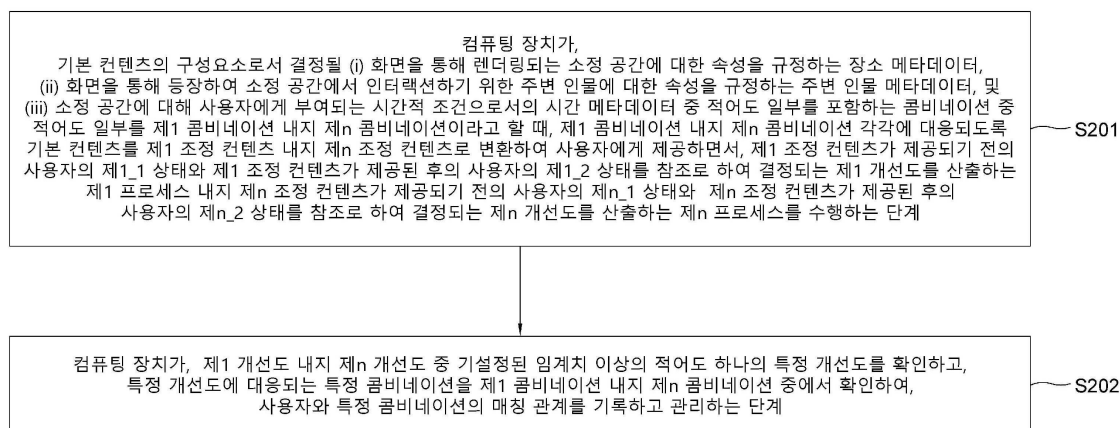 컴퓨팅 장치가,
기본 컨텐츠의 구성요소로서 결정될 (i) 화면을 통해 렌더링되는 소정 공간에 대한 속성을 규정하는 장소 메타데이터,
(ii) 화면을 통해 등장하여 소정 공간에서 인터랙션하기 위한 주변 인물에 대한 속성을 규정하는 주변 인물 메타데이터, 및
(iii) 소정 공간에 대해 사용자에게 부여되는 시간적 조건으로서의 시간 메타데이터 중 적어도 일부를 포함하는 콤비네이션 중
적어도 일부를 제1 콤비네이션 내지 제n 콤비네이션이라고 할 때, 제1 콤비네이션 내지 제n 콤비네이션 각각에 대응되도록
기본 컨텐츠를 제1 조정 컨텐츠 내지 제n 조정 컨텐츠로 변환하여 사용자에게 제공하면서, 제1 조정 컨텐츠가 제공되기 전의
사용자의 제1_1 상태와 제1 조정 컨텐츠가 제공된 후의 사용자의 제1_2 상태를 참조로 하여 결정되는 제1 개선도를 산출하는
제1 프로세스 내지 제n 조정 컨텐츠가 제공되기 전의 사용자의 제n_1 상태와 제n 조정 컨텐츠가 제공된 후의
사용자의 제n_2 상태를 참조로 하여 결정되는 제n 개선도를 산출하는 제n 프로세스를 수행하는 단계
S201
컴퓨팅 장치가, 제1 개선도 내지 제n 개선도 중 기설정된 임계치 이상의 적어도 하나의 특정 개선도를 확인하고,
특정 개선도에 대응되는 특정 콤비네이션을 제1 콤비네이션 내지 제n 콤비네이션 중에서 확인하여,
사용자와 특정 콤비네이션의 매칭 관계를 기록하고 관리하는 단계
S202